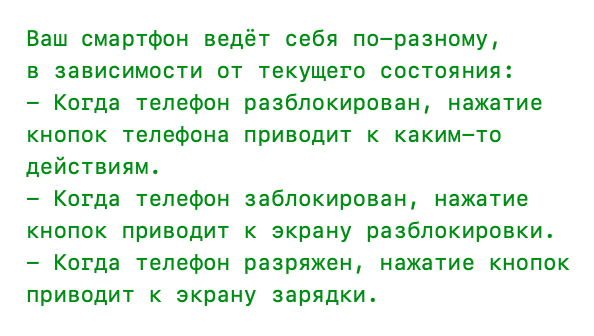 Ваш смартфон ведёт себя по-разному,
в зависимости от текущего состояния:
- Когда телефон разблокирован, нажатие
кнопок телефона приводит к каким-то
действиям.
- Когда телефон заблокирован, нажатие
кнопок приводит к экрану разблокировки.
- Когда телефон разряжен, нажатие кнопок
приводит к экрану зарядки.